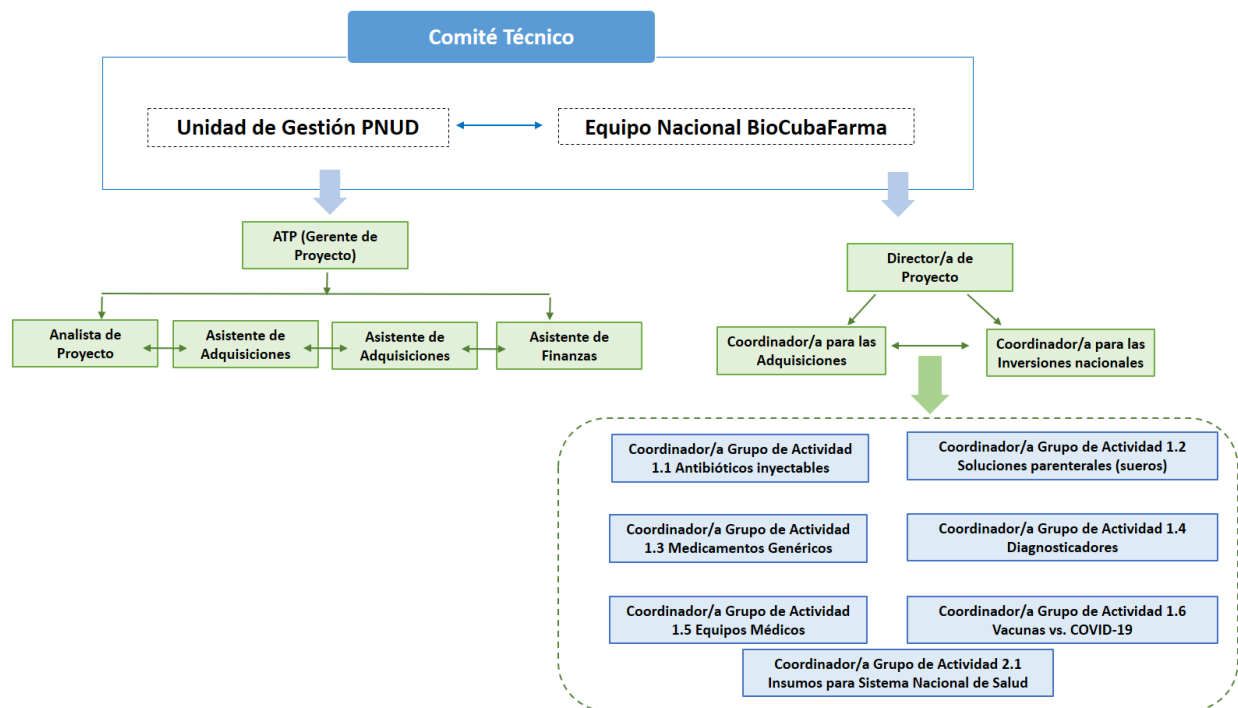 Comité Técnico
Unidad de Gestión PNUD
Equipo Nacional BioCubaFarma
ATP (Gerente de
Proyecto)
Analista de
Proyecto
Asistente de
Adquisiciones
Asistente de
Adquisiciones
Asistente de
Finanzas
Director/a de
Proyecto
Coordinador/a para las
Adquisiciones
Coordinador/a para las
Inversiones nacionales
Coordinador/a Grupo de Actividad
1.1 Antibióticos inyectables
Coordinador/a Grupo de Actividad 1.2
Soluciones parenterales (sueros)
Coordinador/a Grupo de Actividad
1.3 Medicamentos Genéricos
Coordinador/a Grupo de Actividad 1.4
Diagnosticadores
Coordinador/a Grupo de Actividad
1.5 Equipos Médicos
Coordinador/a Grupo de Actividad 1.6
Vacunas vs. COVID-19
Coordinador/a Grupo de Actividad 2.1
Insumos para Sistema Nacional de Salud